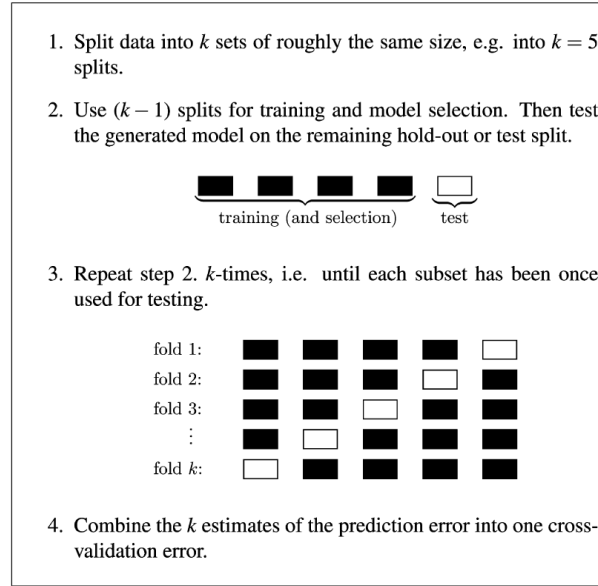 1. Split data into k sets of roughly the same size, e.g. into k = 5
splits.
2. Use (k − 1) splits for training and model selection. Then test
the generated model on the remaining hold-out or test split.
training (and selection) test
3. Repeat step 2. k-times, i.e. until each subset has been once
used for testing.
fold 1:
fold 2:
fold 3:
⋮
fold k:
4. Combine the k estimates of the prediction error into one cross-
validation error.